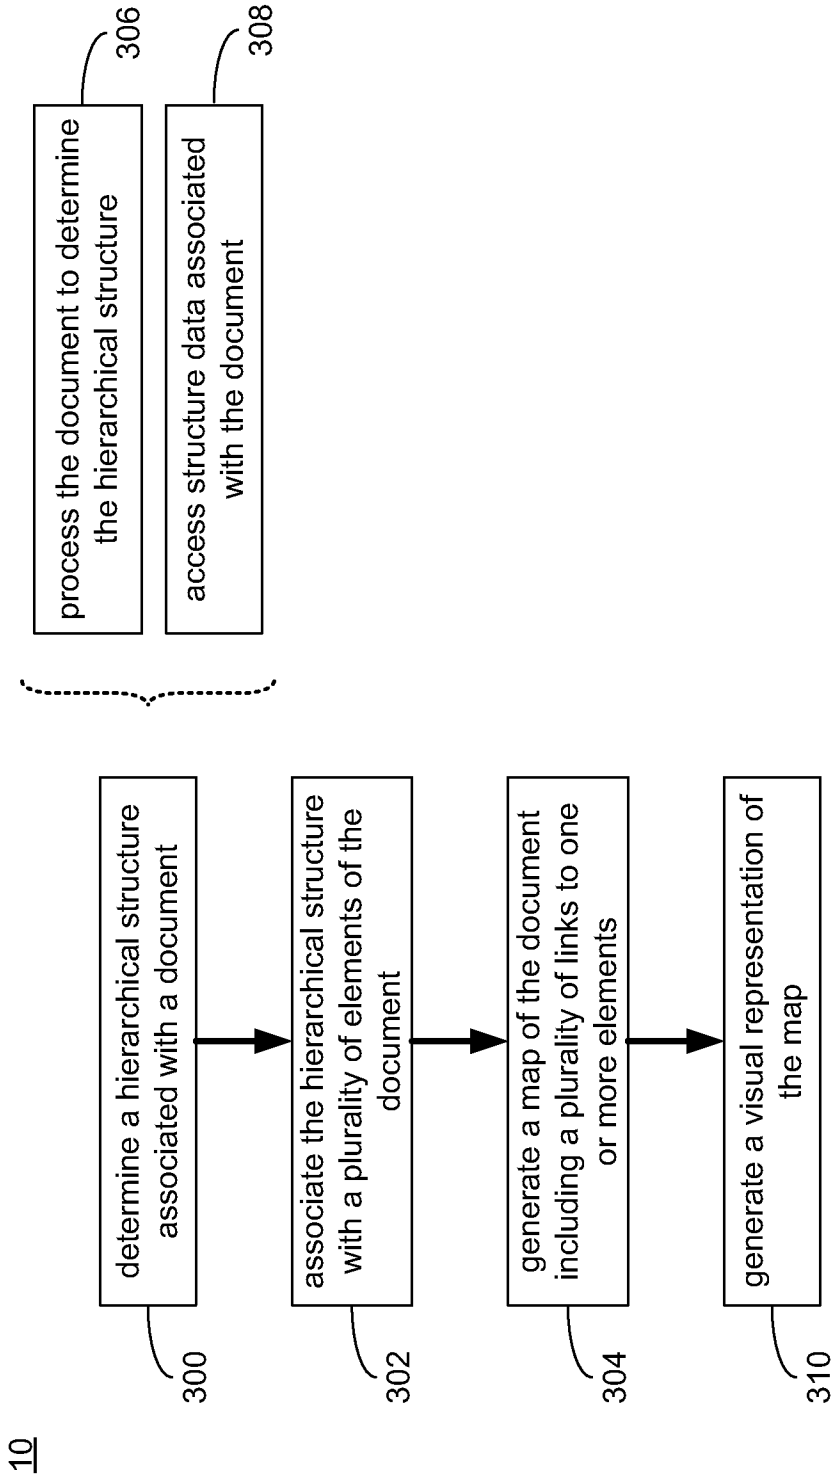 10
300
determine a hierarchical structure
associated with a document
process the document to determine
the hierarchical structure
306
access structure data associated
with the document
308
302
associate the hierarchical structure
with a plurality of elements of the
document
304
generate a map of the document
including a plurality of links to one
or more elements
310
generate a visual representation of
the map